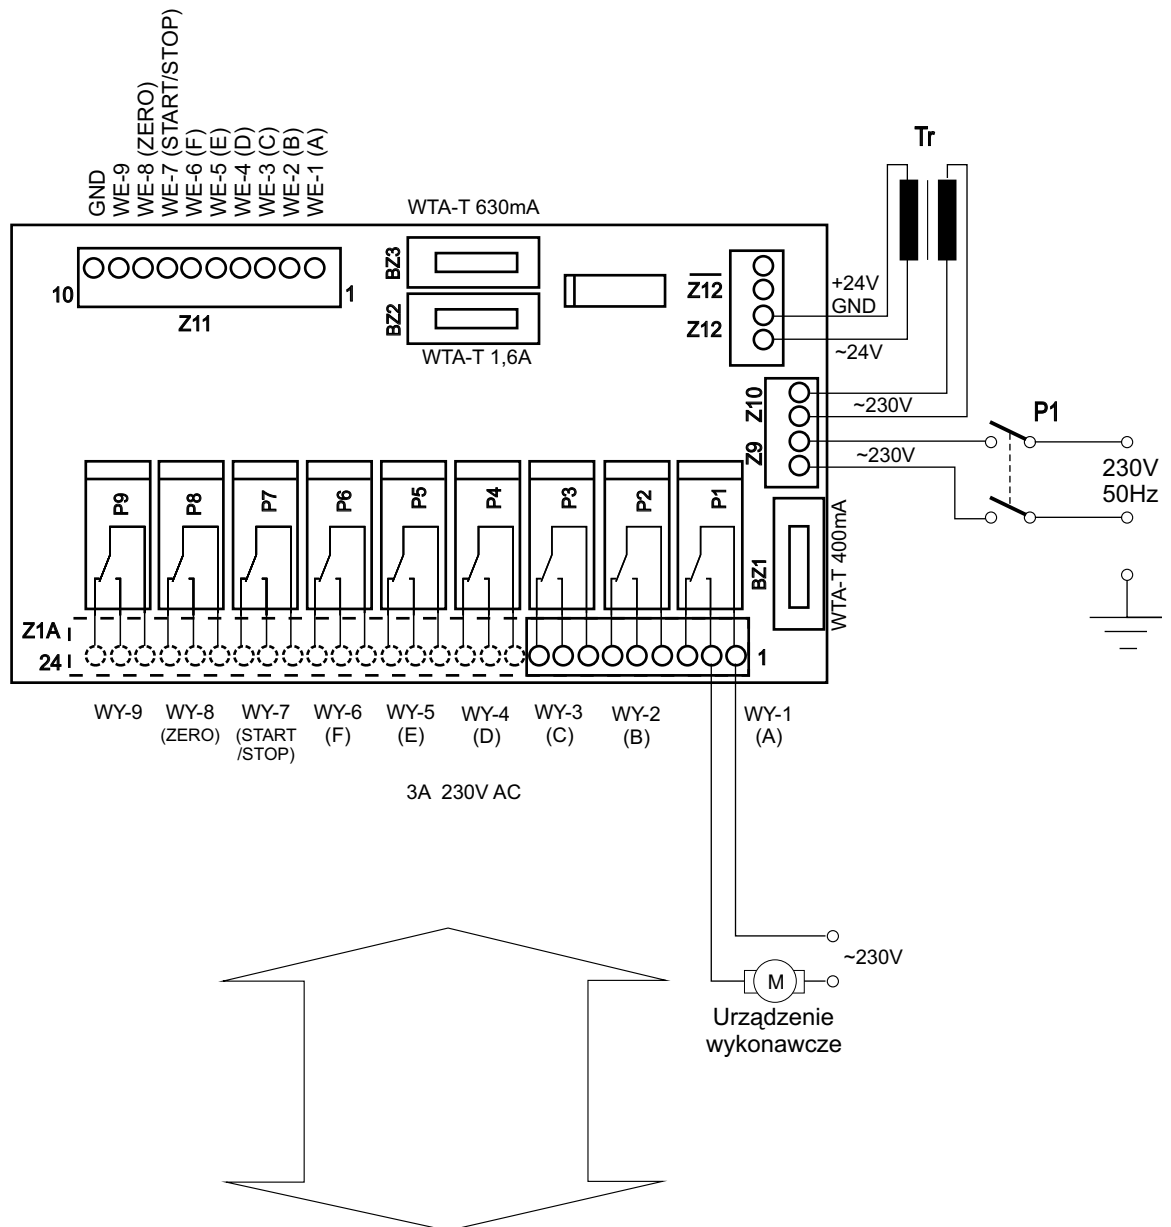 GND
WE-9
WE-8 (ZERO)
WE-7 (START/STOP)
WE-6 (F)
WE-5 (E)
WE-4 (D)
WE-3 (C)
WE-2 (B)
WE-1 (A)
Tr
WTA-T 630mA
BZ3
10
1
Z11
BZ2
WTA-T 1,6A
Z12
Z12
+24V
GND
~24V
Z10
~230V
Z9
~230V
P1
230V
50Hz
P9
P8
P7
P6
P5
P4
P3
P2
P1
BZ1
WTA-T 400mA
Z1A
24
1
WY-9
WY-8
(ZERO)
WY-7
(START
/STOP)
WY-6
(F)
WY-5
(E)
WY-4
(D)
WY-3
(C)
WY-2
(B)
WY-1
(A)
3A 230V AC
~230V
M
Urządzenie
wykonawcze